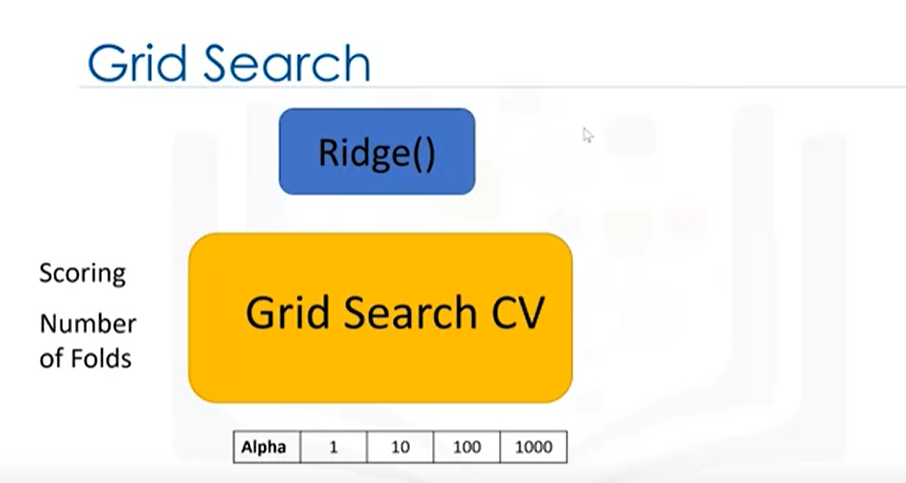 Grid Search
Ridge()
Scoring
Number
of Folds
Grid Search CV
Alpha 1 10 100 1000